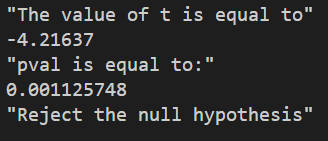 "The value of t is equal to"
-4.21637
"pval is equal to:"
0.001125748
"Reject the null hypothesis"